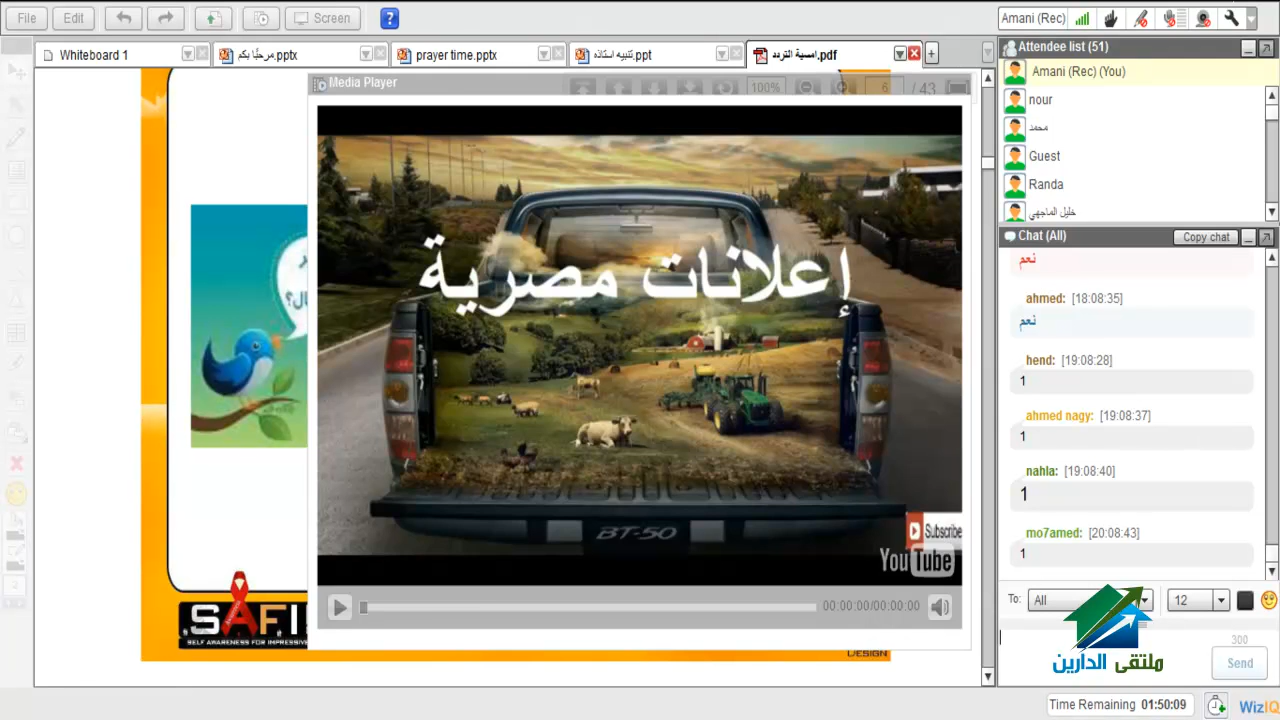 File Edit Screen ? Amani (Rec)
Whiteboard 1 مرحبًا بكم.pptx prayer time.pptx تنبيه استاذه.ppt امسية التردد.pdf +
Attendee list (51)
Amani (Rec) (You)
nour
محمد
Guest
Randa
خليل الماجهي
Media Player
100% 6 / 43
إعلانات مصرية
BT-50
Subscribe
YouTube
00:00:00/00:00:00
SELF AWARENESS FOR IMPRESSIVE
DESIGN
Chat (All) Copy chat
نعم
ahmed: [18:08:35]
نعم
hend: [19:08:28]
1
ahmed nagy: [19:08:37]
1
nahla: [19:08:40]
1
mo7amed: [20:08:43]
1
To: All 12
ملتقى الدارين
300
Send
Time Remaining 01:50:09
WizIQ